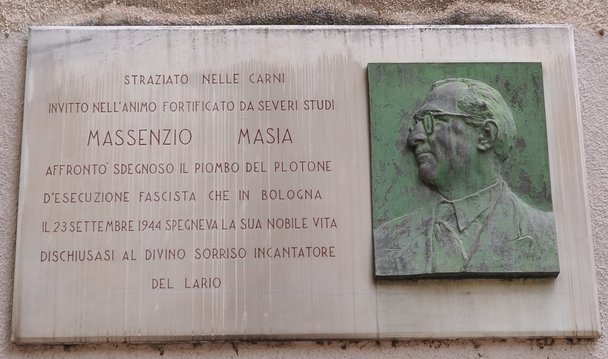 STRAZIATO NELLE CARNI
INVITTO NELL'ANIMO FORTIFICATO DA SEVERI STUDI
MASSENZIO MASIA
AFFRONTO' SDEGNOSO IL PIOMBO DEL PLOTONE
D'ESECUZIONE FASCISTA CHE IN BOLOGNA
IL 23 SETTEMBRE 1944 SPEGNEVA LA SUA NOBILE VITA
DISCHIUSASI AL DIVINO SORRISO INCANTATORE
DEL LARIO